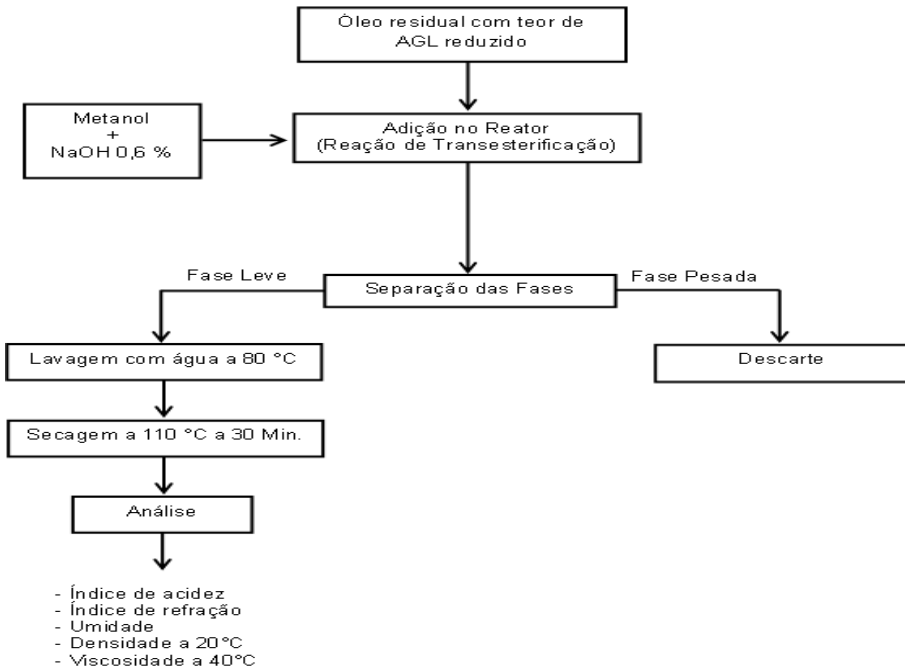 Óleo residual com teor de
AGL reduzido
Metanol
+
NaOH 0,6 %
Adição no Reator
(Reação de Transesterificação)
Fase Leve
Separação das Fases
Fase Pesada
Lavagem com água a 80 °C
Descarte
Secagem a 110 °C a 30 Min.
Análise
- Índice de acidez
- Índice de refração
- Umidade
- Densidade a 20°C
- Viscosidade a 40°C